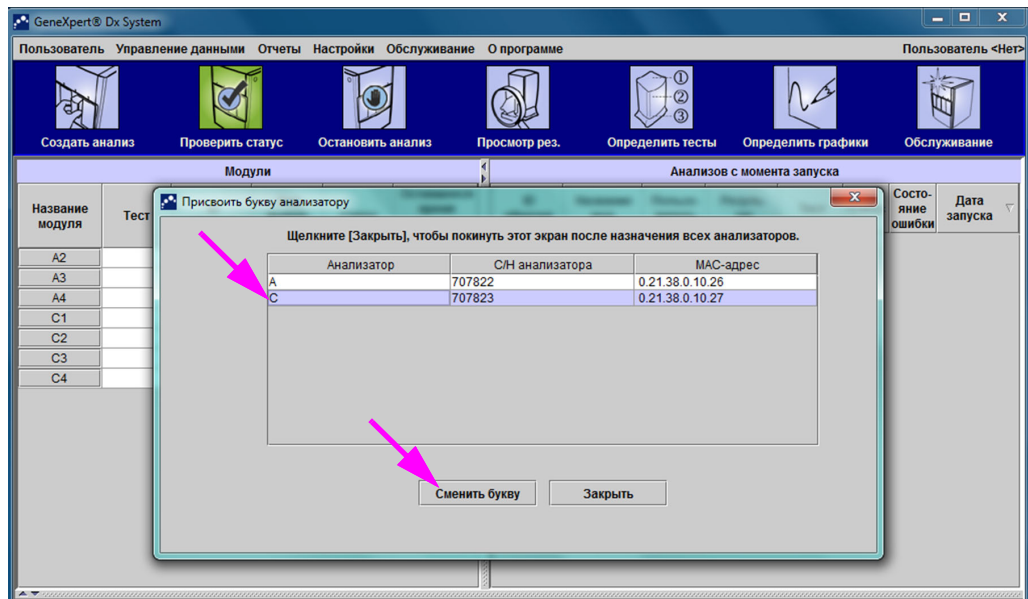 GeneXpert® Dx System
Пользователь Управление данными Отчеты Настройки Обслуживание О программе Пользователь <Нет>
Создать анализ Проверить статус Остановить анализ Просмотр рез. Определить тесты Определить графики Обслуживание
Модули Анализов с момента запуска
Название модуля Тест Состо-яние ошибки Дата запуска
Присвоить букву анализатору
Щелкните [Закрыть], чтобы покинуть этот экран после назначения всех анализаторов.
Анализатор С/Н анализатора MAC-адрес
A 707822 0.21.38.0.10.26
C 707823 0.21.38.0.10.27
A2
A3
A4
C1
C2
C3
C4
Сменить букву Закрыть